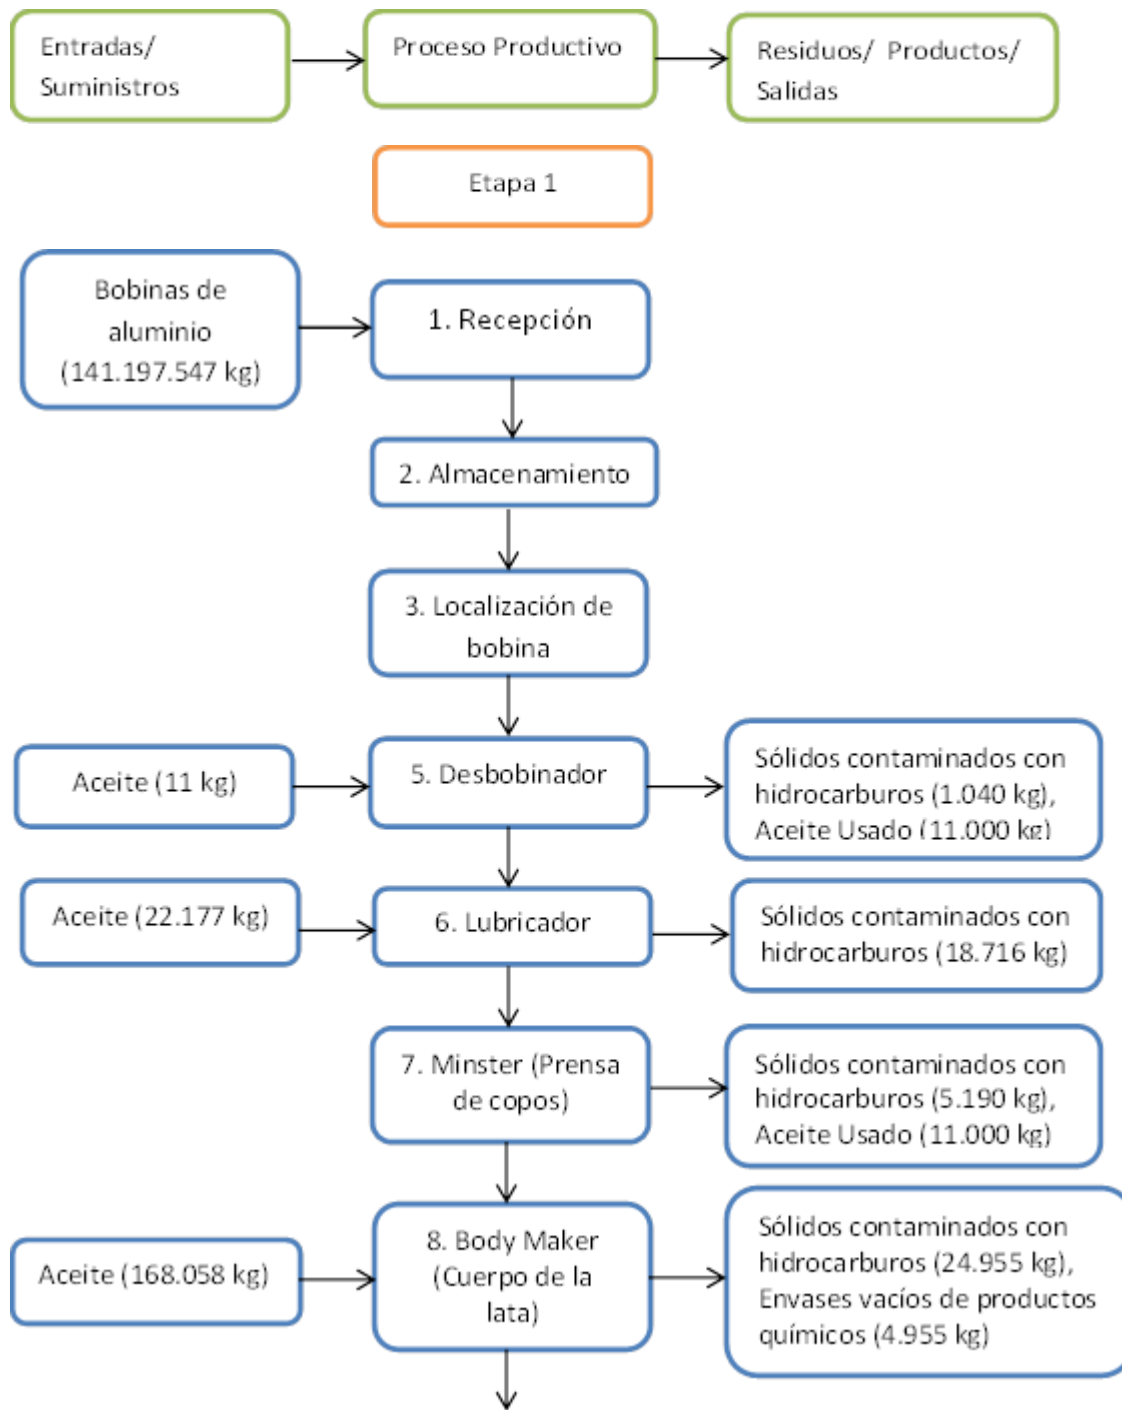 Entradas/
Suministros
Proceso Productivo
Residuos/ Productos/
Salidas
Etapa 1
Bobinas de
aluminio
(141.197.547 kg)
1. Recepción
2. Almacenamiento
3. Localización de
bobina
Aceite (11 kg)
5. Desbobinador
Sólidos contaminados con
hidrocarburos (1.040 kg),
Aceite Usado (11.000 kg)
Aceite (22.177 kg)
6. Lubricador
Sólidos contaminados con
hidrocarburos (18.716 kg)
7. Minster (Prensa
de copos)
Sólidos contaminados con
hidrocarburos (5.190 kg),
Aceite Usado (11.000 kg)
Aceite (168.058 kg)
8. Body Maker
(Cuerpo de la
lata)
Sólidos contaminados con
hidrocarburos (24.955 kg),
Envases vacíos de productos
químicos (4.955 kg)